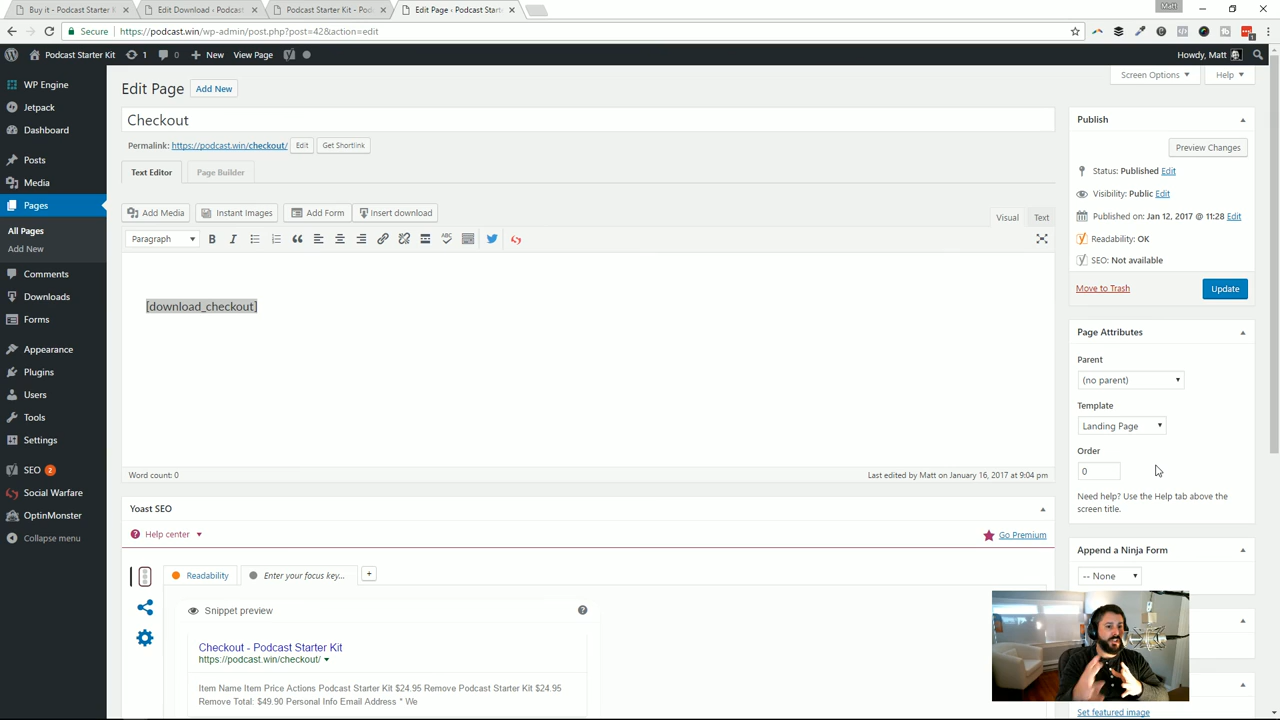 Buy it - Podcast Starter K
Edit Download ‹ Podcast
Podcast Starter Kit - Pod
Edit Page ‹ Podcast Start
Matt
Secure
https://podcast.win/wp-admin/post.php?post=42&action=edit
Podcast Starter Kit
1
0
New
View Page
Howdy, Matt
WP Engine
Jetpack
Dashboard
Posts
Media
Pages
All Pages
Add New
Comments
Downloads
Forms
Appearance
Plugins
Users
Tools
Settings
SEO 2
Social Warfare
OptinMonster
Collapse menu
Screen Options
Help
Edit Page
Add New
Checkout
Permalink: https://podcast.win/checkout/
Edit
Get Shortlink
Text Editor
Page Builder
Add Media
Instant Images
Add Form
Insert download
Visual
Text
Paragraph
ABC
[download_checkout]
Word count: 0
Last edited by Matt on January 16, 2017 at 9:04 pm
Yoast SEO
Help center
Go Premium
Readability
Enter your focus key...
+
Snippet preview
Checkout - Podcast Starter Kit
https://podcast.win/checkout/
Item Name Item Price Actions Podcast Starter Kit $24.95 Remove Podcast Starter Kit $24.95
Remove Total: $49.90 Personal Info Email Address * We
Publish
Preview Changes
Status: Published Edit
Visibility: Public Edit
Published on: Jan 12, 2017 @ 11:28 Edit
Readability: OK
SEO: Not available
Move to Trash
Update
Page Attributes
Parent
(no parent)
Template
Landing Page
Order
0
Need help? Use the Help tab above the
screen title.
Append a Ninja Form
-- None
Set featured image